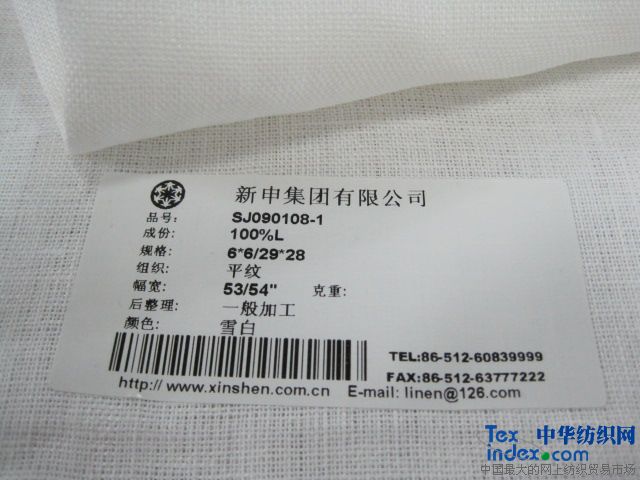 新申集团有限公司
品号: SJ090108-1
成份: 100%L
规格: 6*6/29*28
组织: 平纹
幅宽: 53/54" 克重:
后整理: 一般加工
颜色: 雪白
TEL:86-512-60839999
FAX:86-512-63777222
http:// www.xinshen.com.cn E-mail: linen@126.com
Tex 中华纺织网
index.com
中国最大的网上纺织贸易市场